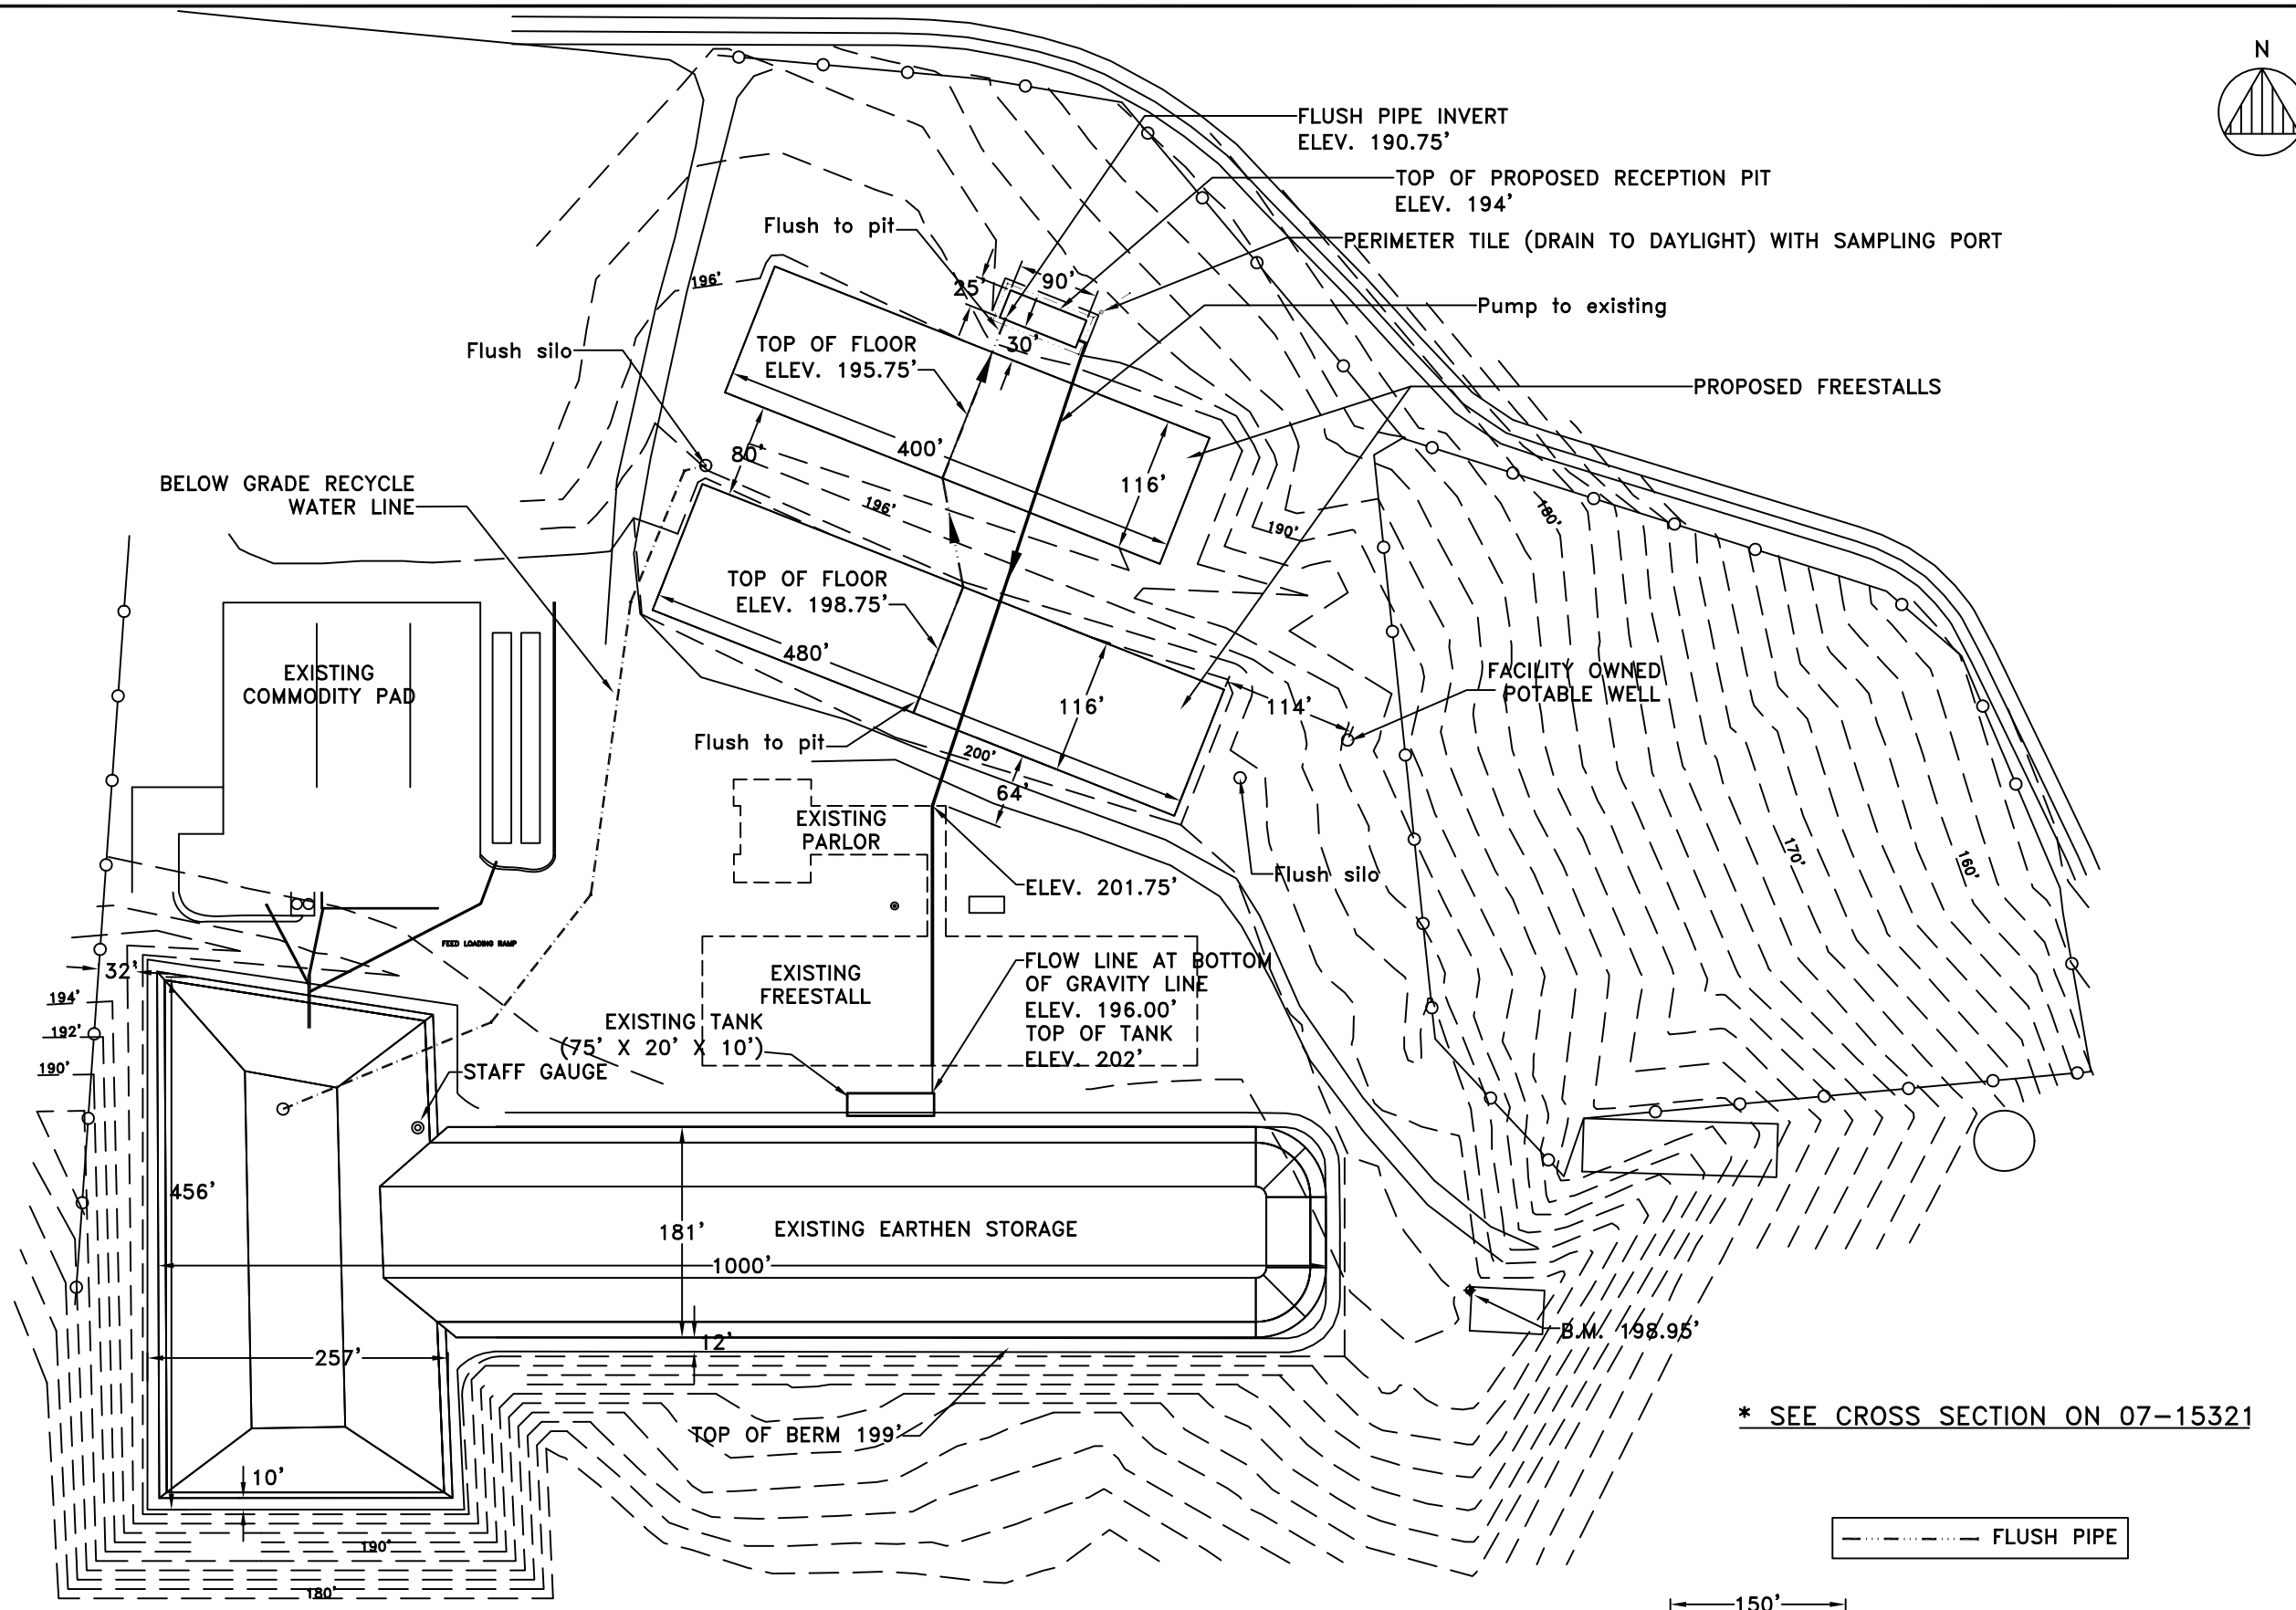 N
FLUSH PIPE INVERT
ELEV. 190.75'
TOP OF PROPOSED RECEPTION PIT
ELEV. 194'
Flush to pit
PERIMETER TILE (DRAIN TO DAYLIGHT) WITH SAMPLING PORT
196'
25'
90'
Pump to existing
30'
TOP OF FLOOR
ELEV. 195.75'
Flush silo
PROPOSED FREESTALLS
400'
80'
116'
BELOW GRADE RECYCLE
WATER LINE
196'
190'
180'
TOP OF FLOOR
ELEV. 198.75'
480'
EXISTING
COMMODITY PAD
FACILITY OWNED
POTABLE WELL
116'
114'
Flush to pit
200'
64'
EXISTING
PARLOR
170'
160'
Flush silo
ELEV. 201.75'
FEED LOADING RAMP
32'
EXISTING
FREESTALL
FLOW LINE AT BOTTOM
OF GRAVITY LINE
ELEV. 196.00'
TOP OF TANK
ELEV. 202'
194'
192'
190'
EXISTING TANK
(75' X 20' X 10')
STAFF GAUGE
456'
181'
EXISTING EARTHEN STORAGE
1000'
12'
257'
B.M. 198.95'
TOP OF BERM 199'
* SEE CROSS SECTION ON 07-15321
10'
190'
180'
FLUSH PIPE
150'